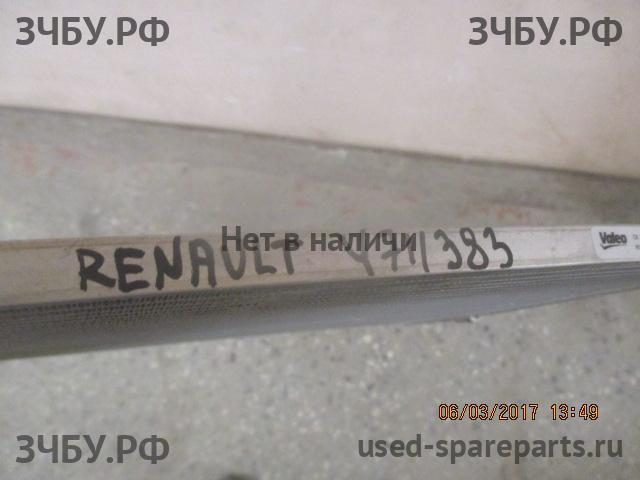 ЗЧБУ.РФ ЗЧБУ.РФ
Нет в наличи
RENAULT
Valeo
06/03/2017 13:49
ЗЧБУ.РФ used-spareparts.ru